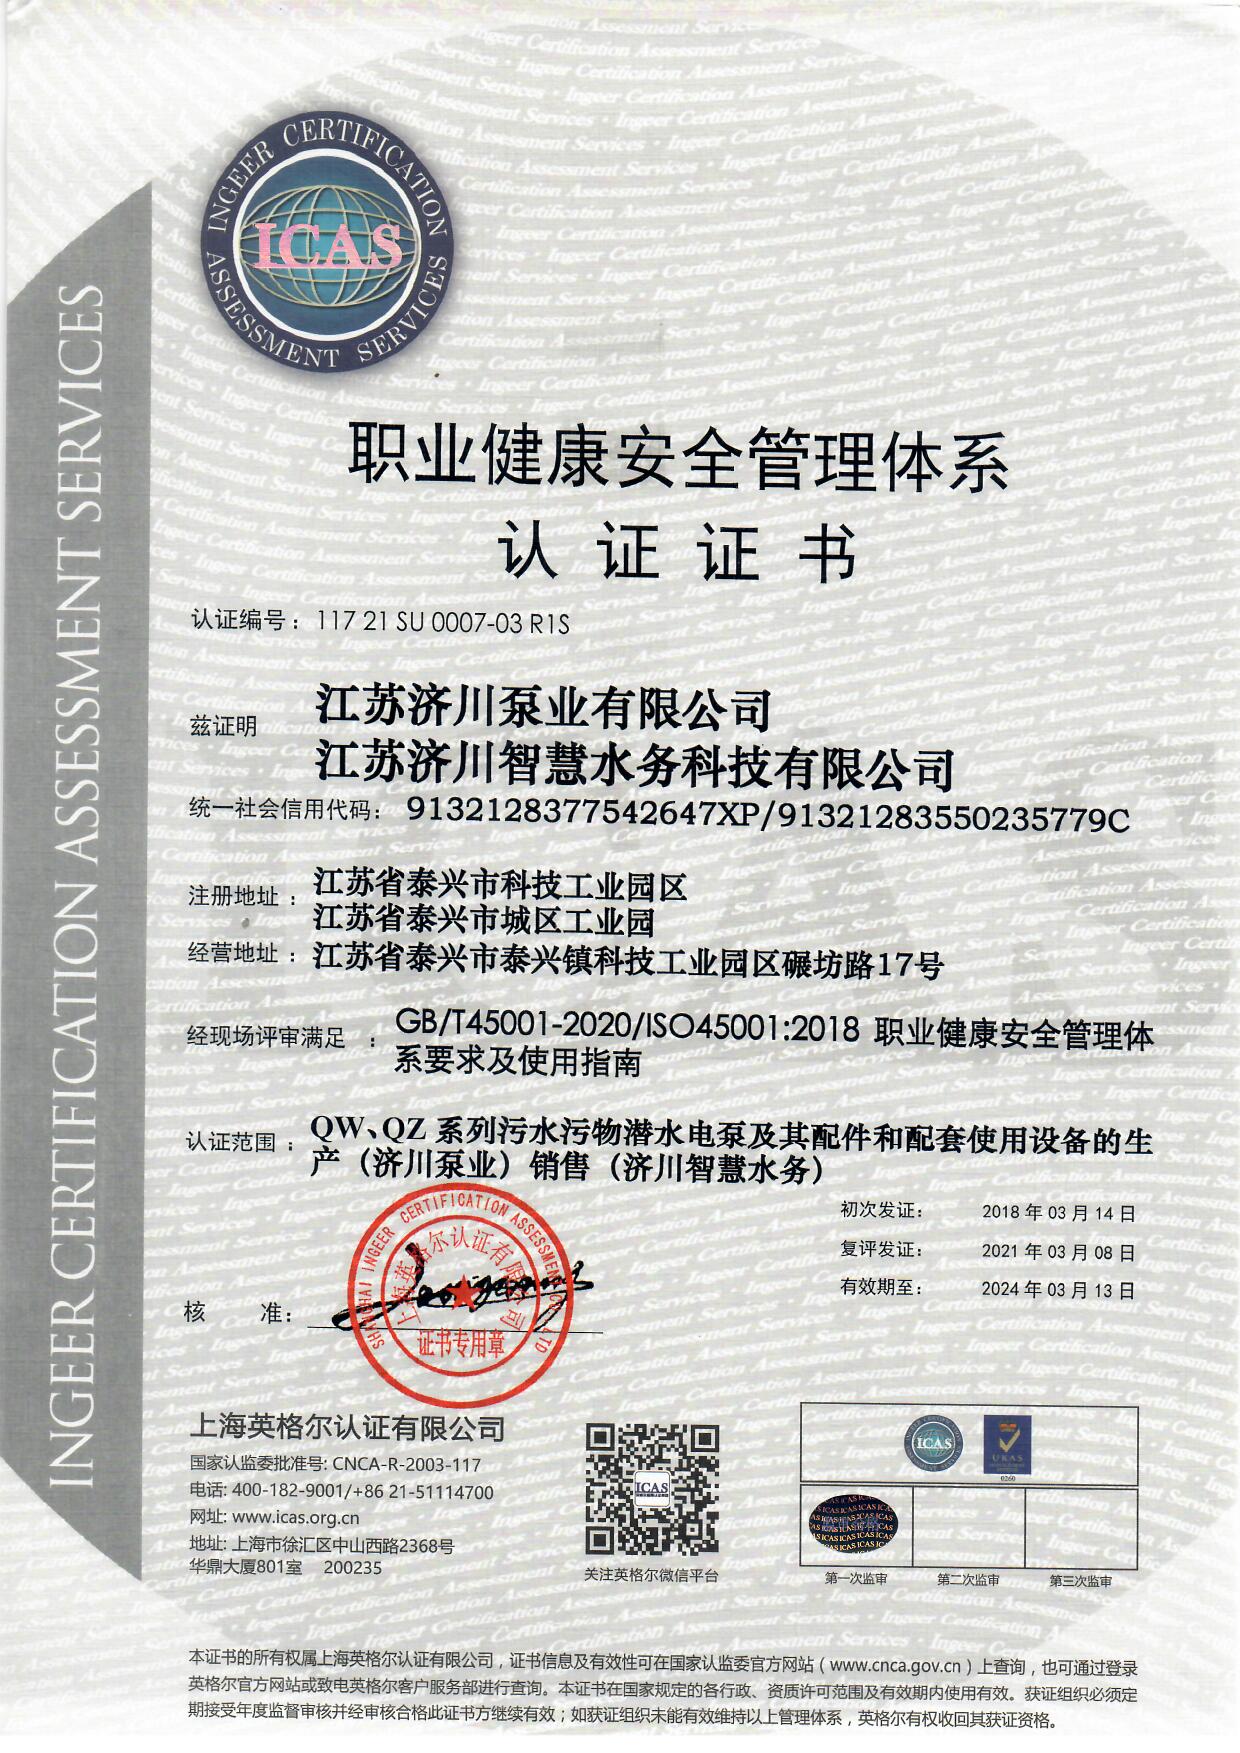 INGEER CERTIFICATION ASSESSMENT SERVICES
INGEER CERTIFICATION
ICAS
ASSESSMENT SERVICES
职业健康安全管理体系
认证证书
认证编号：117 21 SU 0007-03 R1S
兹证明
江苏济川泵业有限公司
江苏济川智慧水务科技有限公司
统一社会信用代码：9132128377542647XP/91321283550235779C
注册地址：江苏省泰兴市科技工业园区
江苏省泰兴市城区工业园
经营地址：江苏省泰兴市泰兴镇科技工业园区碾坊路17号
经现场评审满足：GB/T45001-2020/ISO45001:2018 职业健康安全管理体
系要求及使用指南
认证范围：QW、QZ 系列污水污物潜水电泵及其配件和配套使用设备的生
产（济川泵业）销售（济川智慧水务）
初次发证：2018 年 03 月 14 日
复评发证：2021 年 03 月 08 日
有效期至：2024 年 03 月 13 日
核 准：
SHANGHAI INGEER CERTIFICATION ASSESSMENT CO., LTD
上海英格尔认证有限公司
证书专用章
上海英格尔认证有限公司
国家认监委批准号: CNCA-R-2003-117
电话: 400-182-9001/+86 21-51114700
网址: www.icas.org.cn
地址: 上海市徐汇区中山西路2368号
华鼎大厦801室 200235
ICAS
关注英格尔微信平台
ICAS
UKAS
0260
第一次监审 第二次监审 第三次监审
本证书的所有权属上海英格尔认证有限公司，证书信息及有效性可在国家认监委官方网站（www.cnca.gov.cn）上查询，也可通过登录
英格尔官方网站或致电英格尔客户服务部进行查询。本证书在国家规定的各行政、资质许可范围及有效期内使用有效。获证组织必须定
期接受年度监督审核并经审核合格此证书方继续有效；如获证组织未能有效维持以上管理体系，英格尔有权收回其获证资格。